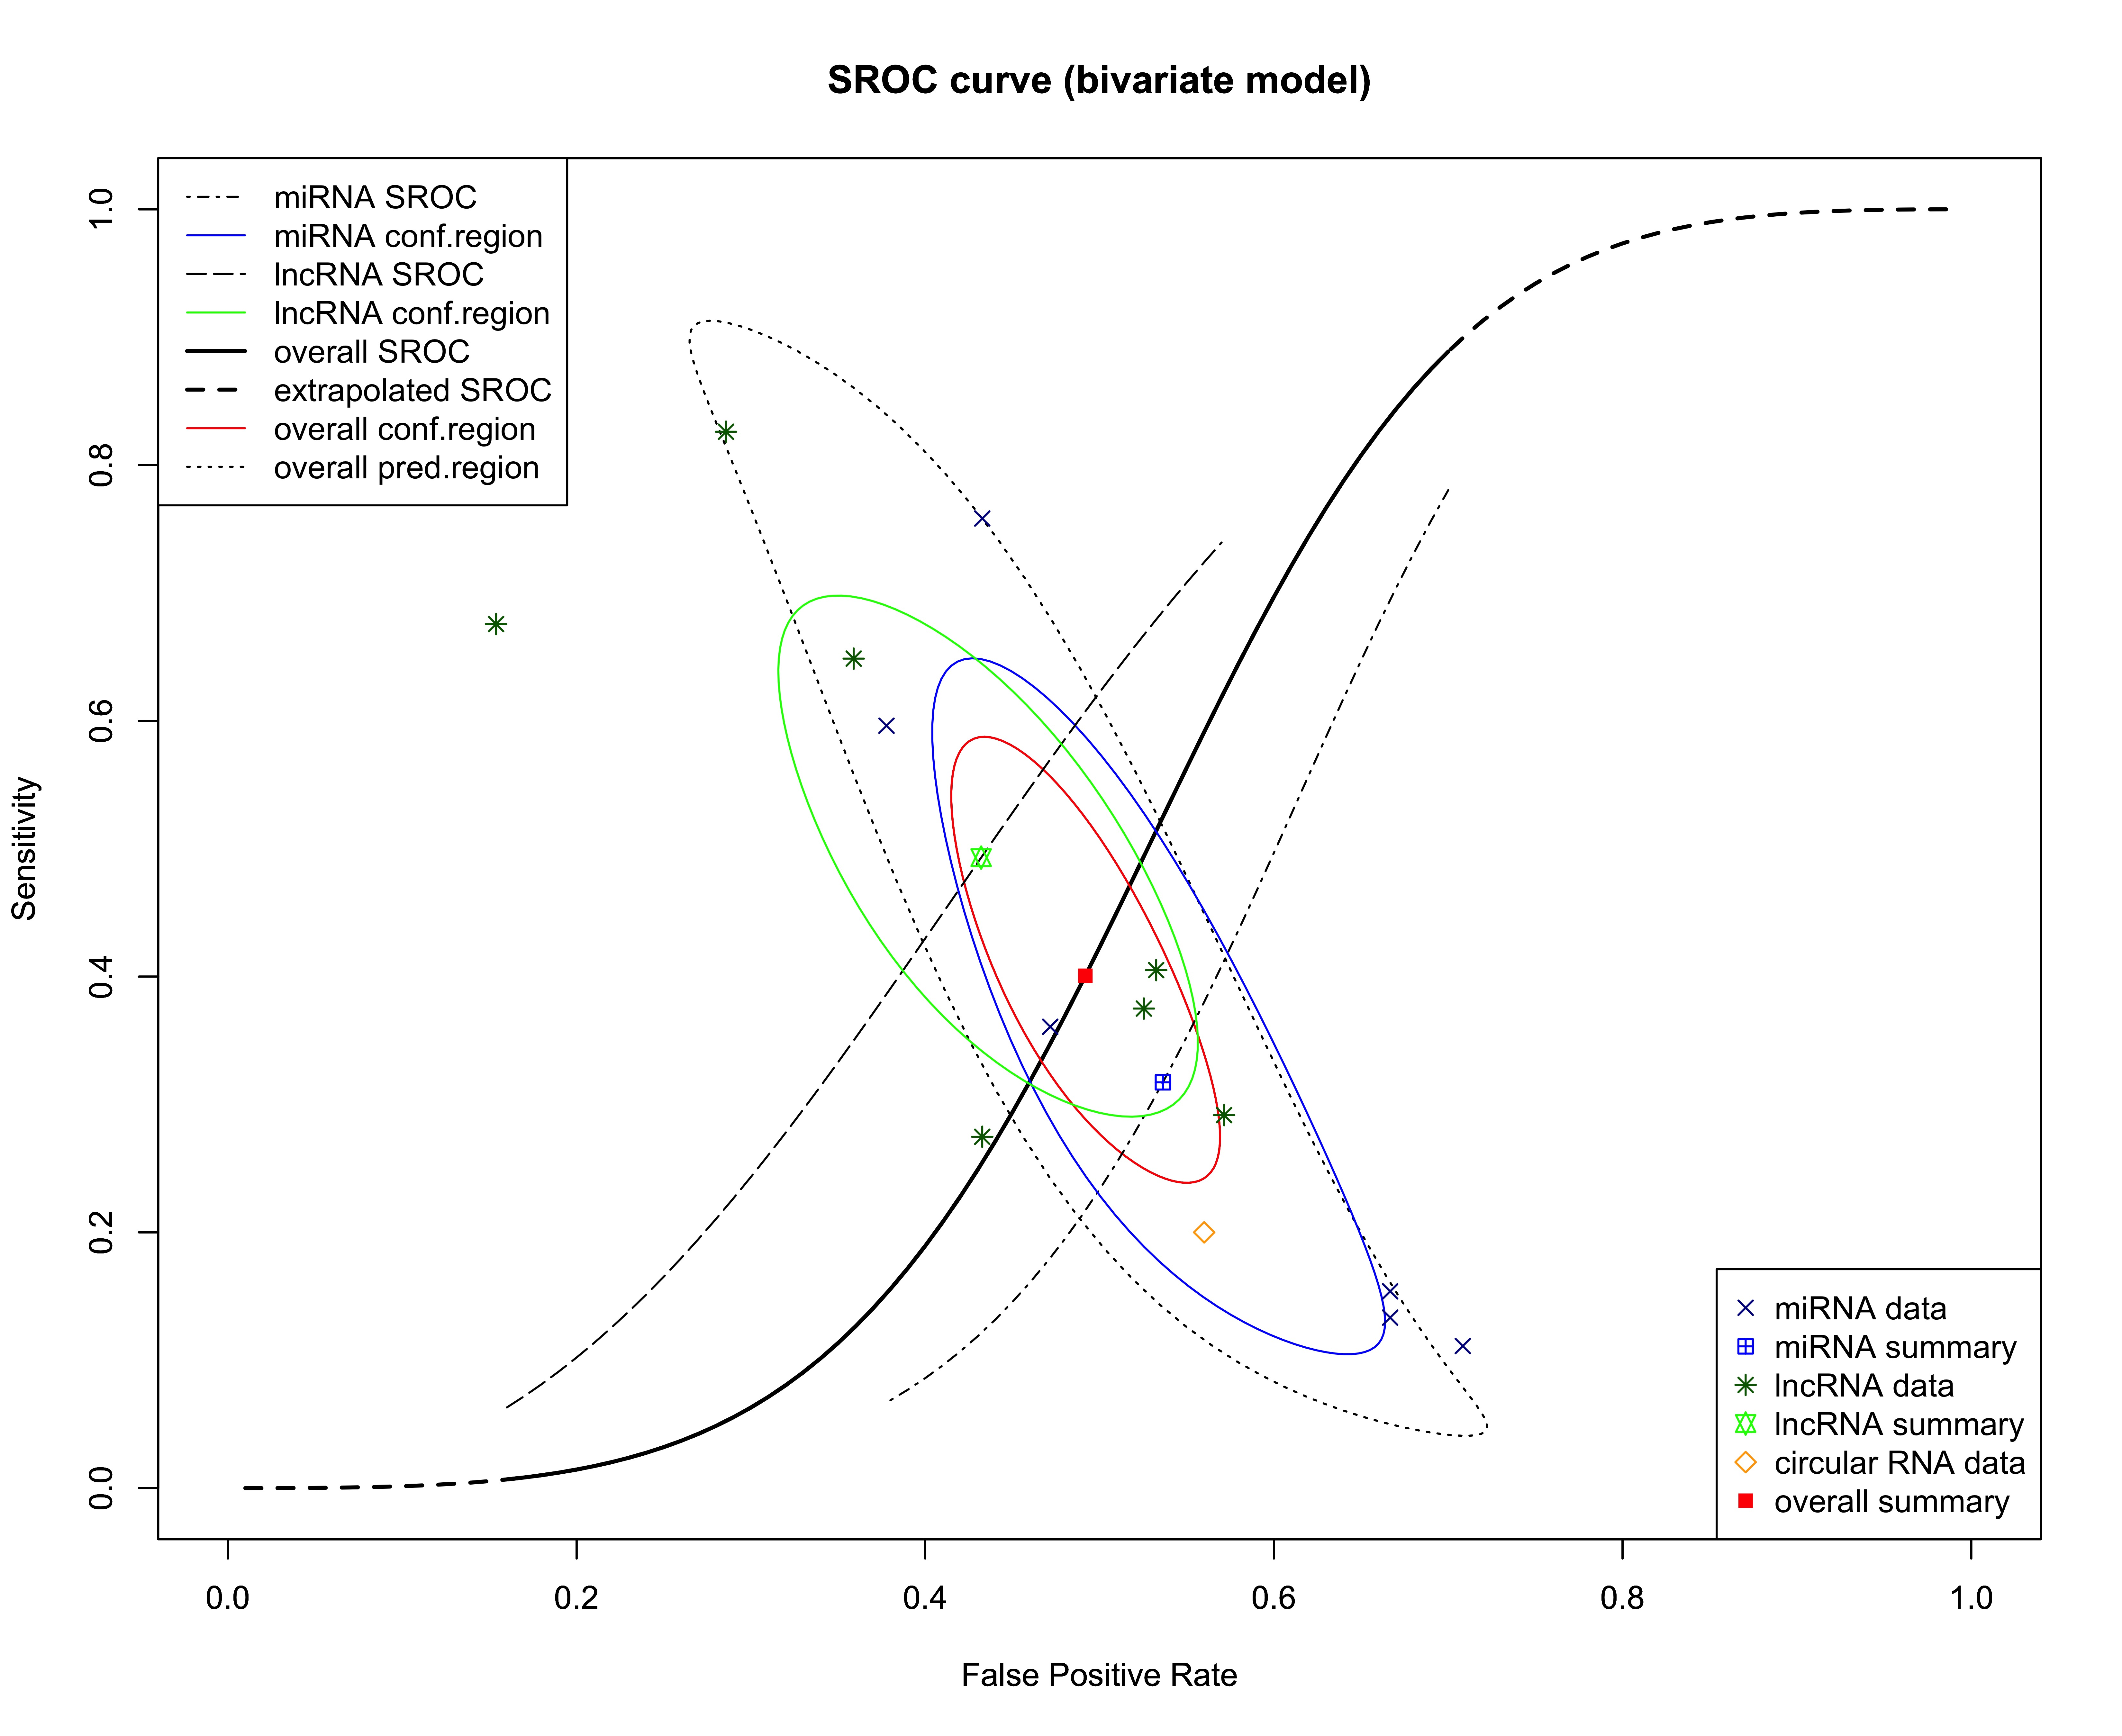 SROC curve (bivariate model)
miRNA SROC
miRNA conf.region
lncRNA SROC
lncRNA conf.region
overall SROC
extrapolated SROC
overall conf.region
overall pred.region
1.0
0.8
0.6
0.4
0.2
0.0
Sensitivity
miRNA data
miRNA summary
lncRNA data
lncRNA summary
circular RNA data
overall summary
0.0 0.2 0.4 0.6 0.8 1.0
False Positive Rate